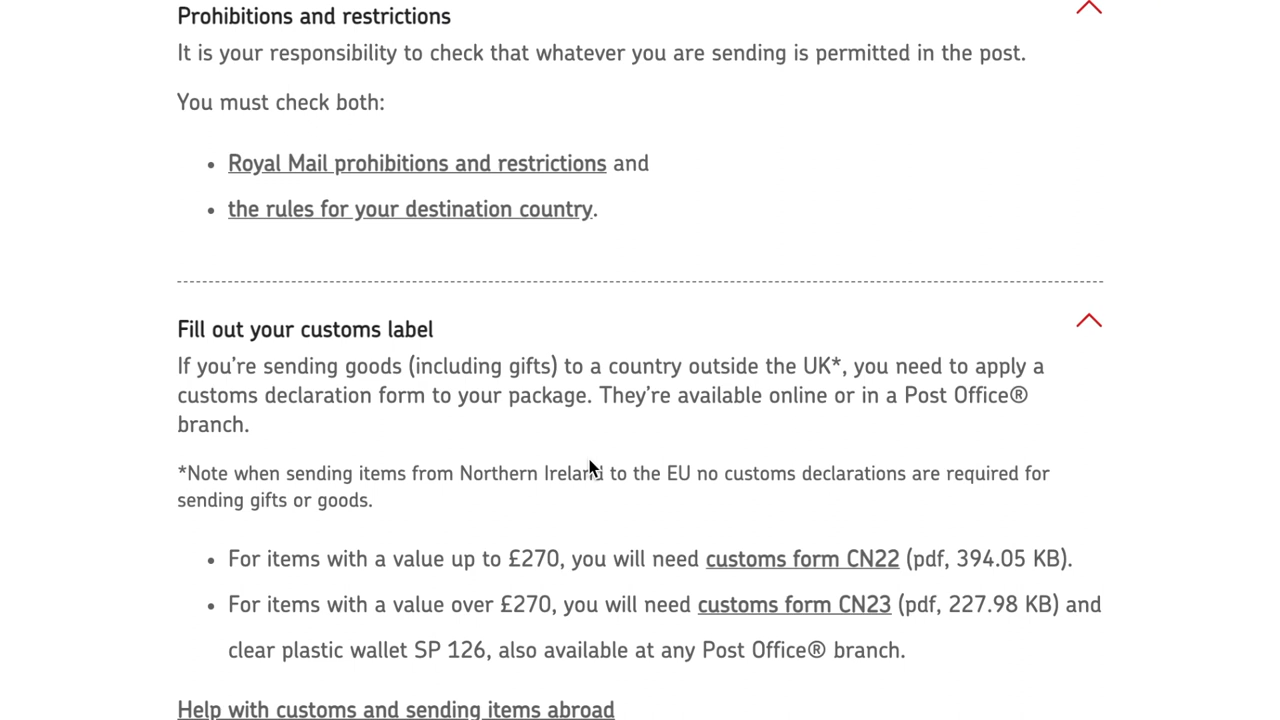 Prohibitions and restrictions
It is your responsibility to check that whatever you are sending is permitted in the post.
You must check both:
• Royal Mail prohibitions and restrictions and
• the rules for your destination country.
Fill out your customs label
If you're sending goods (including gifts) to a country outside the UK*, you need to apply a
customs declaration form to your package. They're available online or in a Post Office®
branch.
*Note when sending items from Northern Ireland to the EU no customs declarations are required for
sending gifts or goods.
• For items with a value up to £270, you will need customs form CN22 (pdf, 394.05 KB).
• For items with a value over £270, you will need customs form CN23 (pdf, 227.98 KB) and
clear plastic wallet SP 126, also available at any Post Office® branch.
Help with customs and sending items abroad